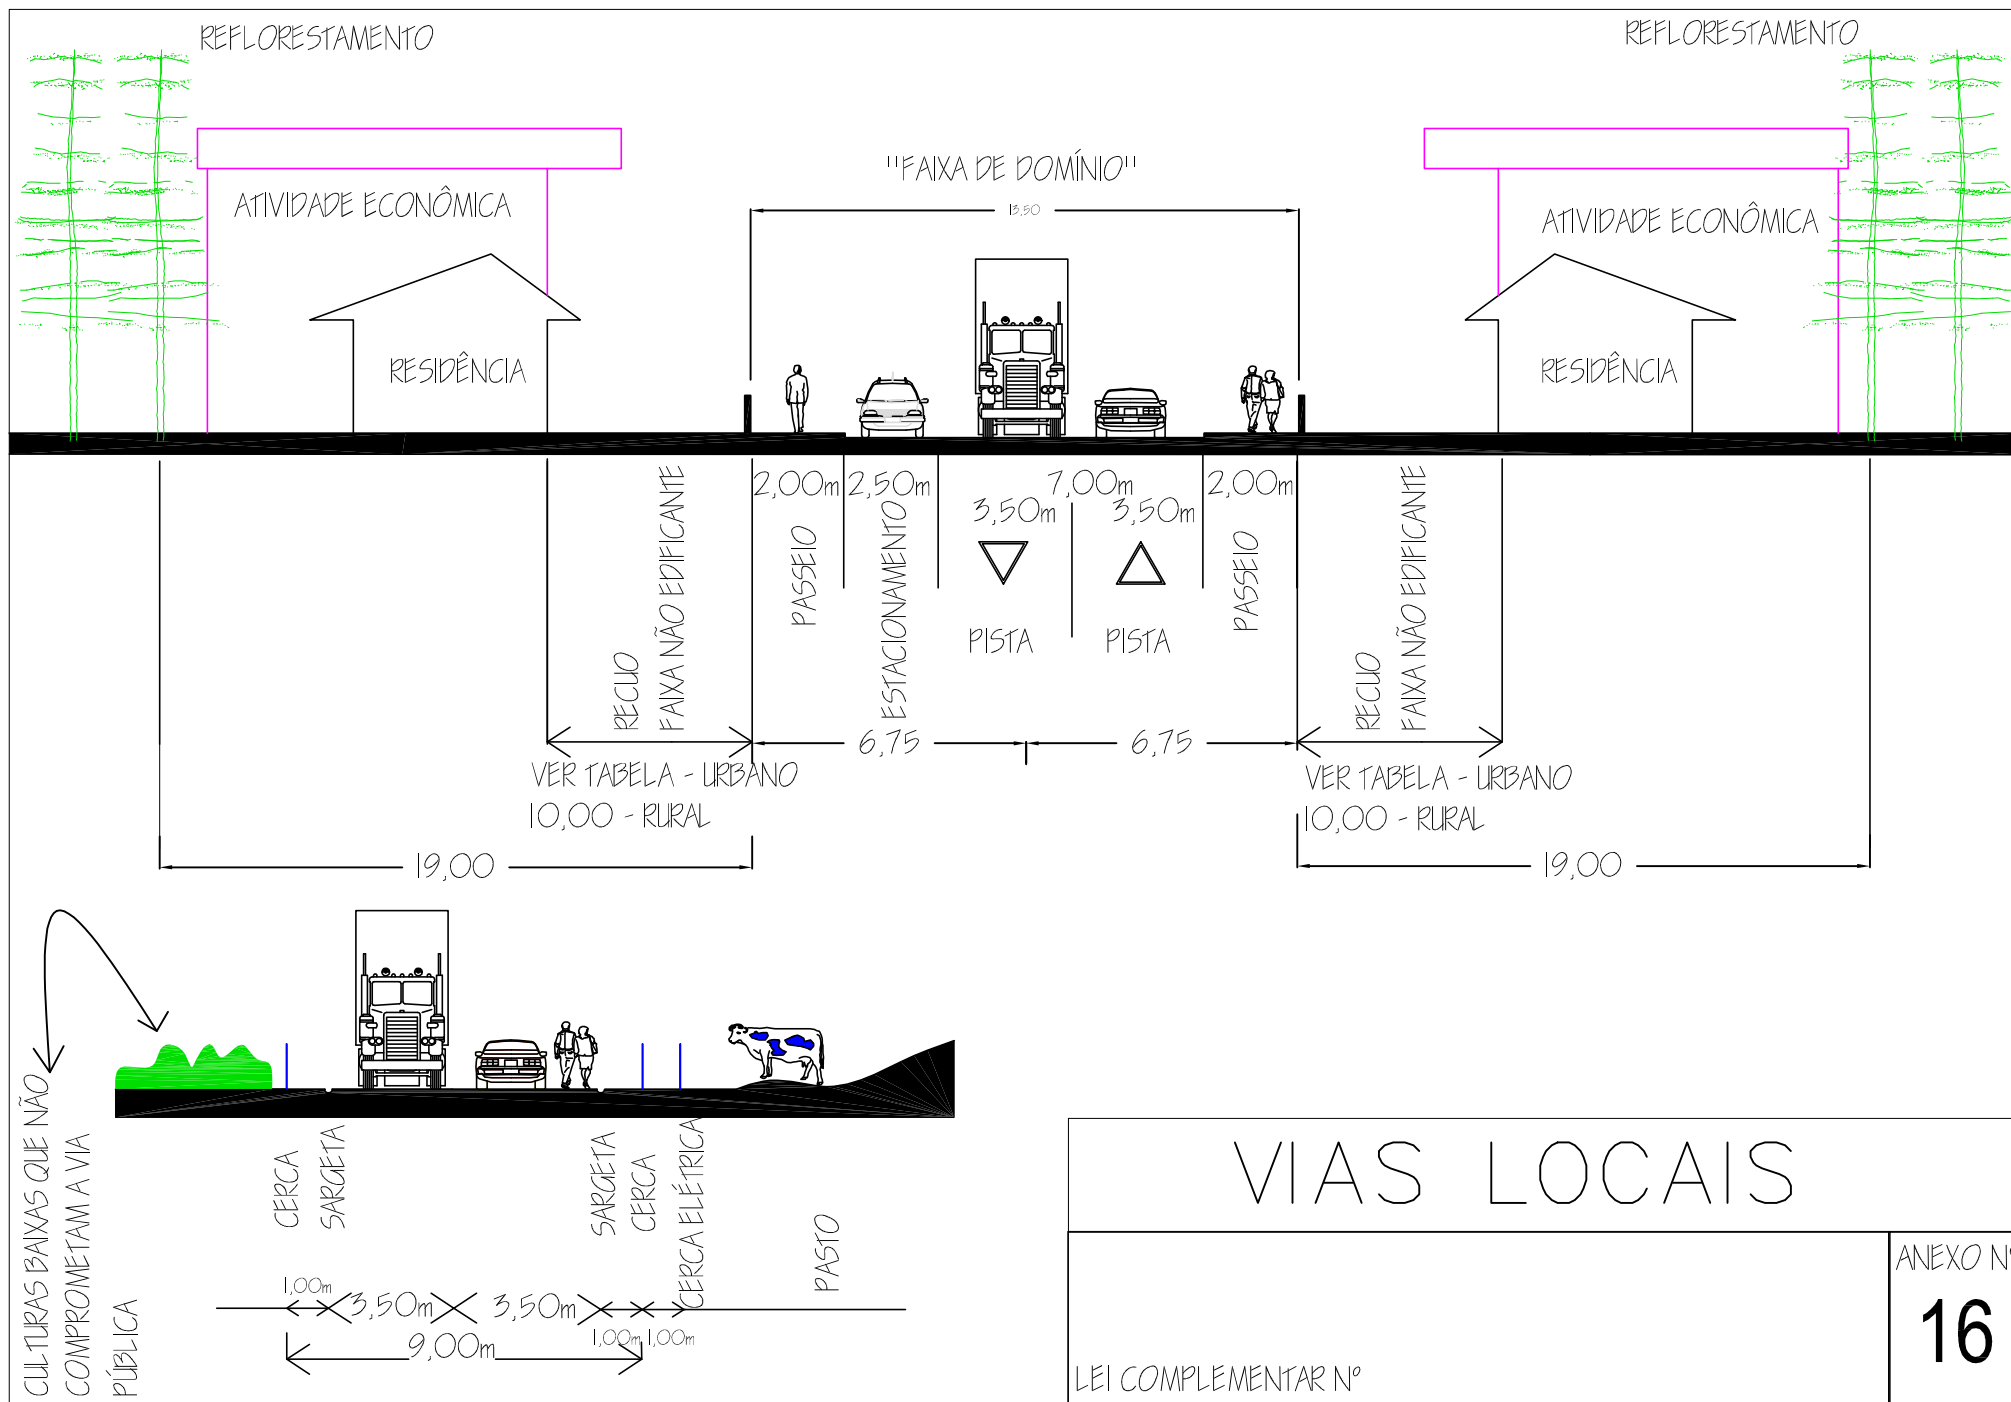 REFLORESTAMENTO
REFLORESTAMENTO
"FAIXA DE DOMÍNIO"
13,50
ATIVIDADE ECONÔMICA
ATIVIDADE ECONÔMICA
RESIDÊNCIA
RESIDÊNCIA
2,00m
2,50m
7,00m
2,00m
3,50m
3,50m
RECUO
FAIXA NÃO EDIFICANTE
PASSEIO
ESTACIONAMENTO
PISTA
PISTA
PASSEIO
RECUO
FAIXA NÃO EDIFICANTE
6,75
6,75
VER TABELA - URBANO
10,00 - RURAL
VER TABELA - URBANO
10,00 - RURAL
19,00
19,00
CULTURAS BAIXAS QUE NÃO
COMPROMETAM A VIA
PÚBLICA
CERCA
SARGETA
SARGETA
CERCA
CERCA ELÉTRICA
PASTO
1,00m
3,50m
3,50m
1,00m
1,00m
9,00m
VIAS LOCAIS
ANEXO Nº
16
LEI COMPLEMENTAR Nº